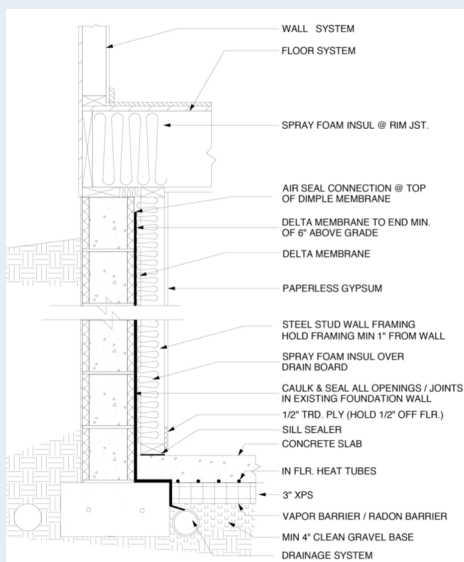 WALL SYSTEM
FLOOR SYSTEM
SPRAY FOAM INSUL @ RIM JST.
AIR SEAL CONNECTION @ TOP
OF DIMPLE MEMBRANE
DELTA MEMBRANE TO END MIN.
OF 6" ABOVE GRADE
DELTA MEMBRANE
PAPERLESS GYPSUM
STEEL STUD WALL FRAMING
HOLD FRAMING MIN 1" FROM WALL
SPRAY FOAM INSUL OVER
DRAIN BOARD
CAULK & SEAL ALL OPENINGS / JOINTS
IN EXISTING FOUNDATION WALL
1/2" TRD. PLY (HOLD 1/2" OFF FLR.)
SILL SEALER
CONCRETE SLAB
IN FLR. HEAT TUBES
3" XPS
VAPOR BARRIER / RADON BARRIER
MIN 4" CLEAN GRAVEL BASE
DRAINAGE SYSTEM